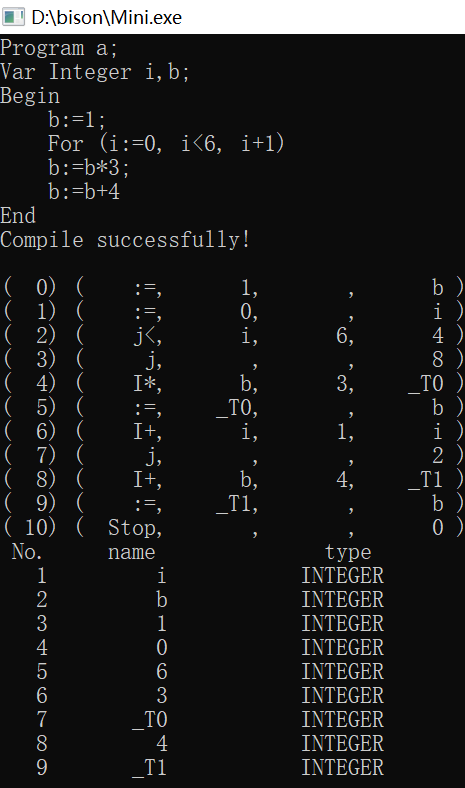 D:\bison\Mini.exe
Program a;
Var Integer i,b;
Begin
    b:=1;
    For (i:=0, i<6, i+1)
    b:=b*3;
    b:=b+4
End
Compile successfully!
(  0) (    :=,      1,       ,      b )
(  1) (    :=,      0,       ,      i )
(  2) (    j<,      i,      6,      4 )
(  3) (     j,       ,       ,      8 )
(  4) (    I*,      b,      3,    _T0 )
(  5) (    :=,    _T0,       ,      b )
(  6) (    I+,      i,      1,      i )
(  7) (     j,       ,       ,      2 )
(  8) (    I+,      b,      4,    _T1 )
(  9) (    :=,    _T1,       ,      b )
( 10) (  Stop,       ,       ,      0 )
 No.     name              type
   1         i           INTEGER
   2         b           INTEGER
   3         1           INTEGER
   4         0           INTEGER
   5         6           INTEGER
   6         3           INTEGER
   7       _T0           INTEGER
   8         4           INTEGER
   9       _T1           INTEGER